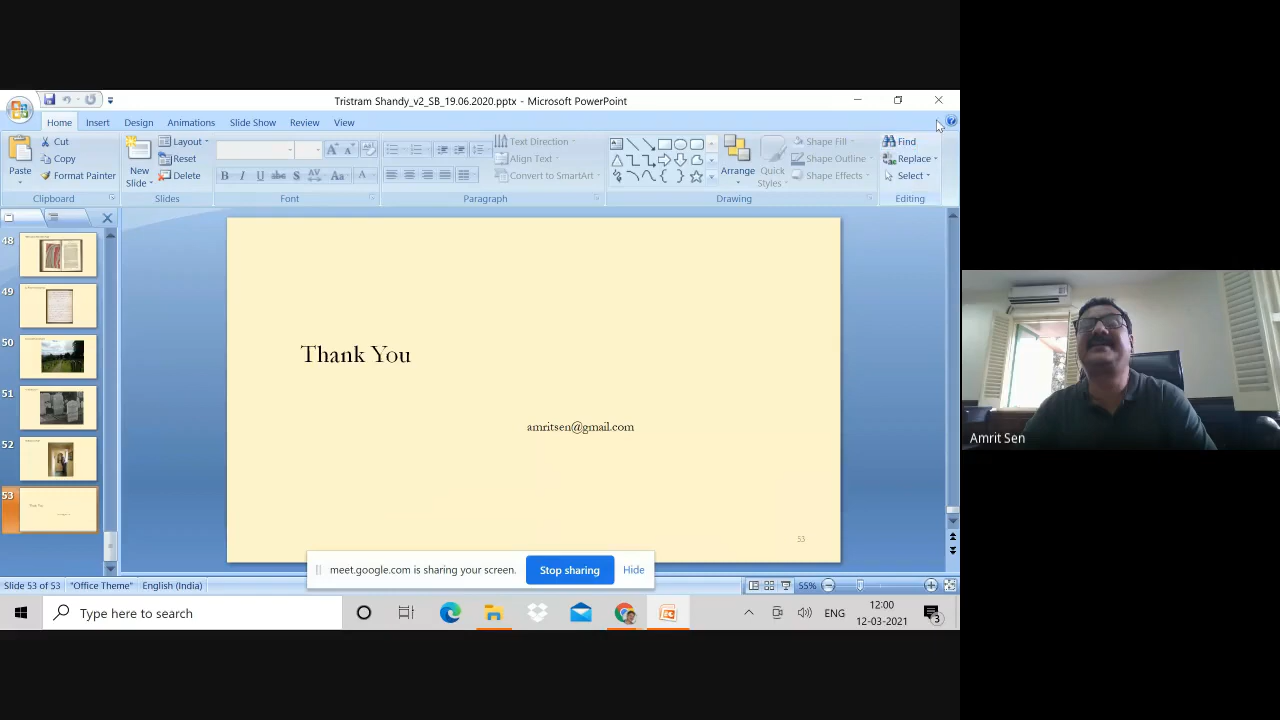 Tristram Shandy_v2_SB_19.06.2020.pptx - Microsoft PowerPoint
Home Insert Design Animations Slide Show Review View
Paste
Cut
Copy
Format Painter
Clipboard
New
Slide
Layout
Reset
Delete
Slides
Font
Text Direction
Align Text
Convert to SmartArt
Paragraph
Arrange
Quick
Styles
Shape Fill
Shape Outline
Shape Effects
Drawing
Find
Replace
Select
Editing
48
49
50
51
52
53
Thank You
amritsen@gmail.com
53
Amrit Sen
meet.google.com is sharing your screen. Stop sharing Hide
Slide 53 of 53 "Office Theme" English (India) 55%
Type here to search
ENG
12:00
12-03-2021
3